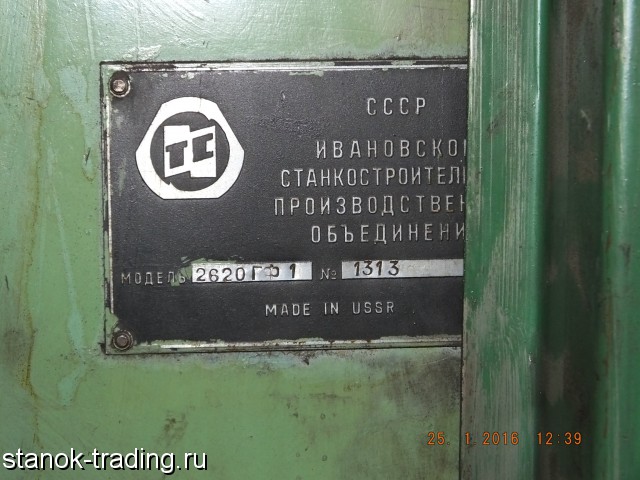 ТС
СССР
ИВАНОВСКО
СТАНКОСТРОИТЕЛ
ПРОИЗВОДСТВЕН
ОБЪЕДИНЕНИ
МОДЕЛЬ 2620ГФ1 № 1313
MADE IN USSR
25. 1.2016 12:39
stanok-trading.ru